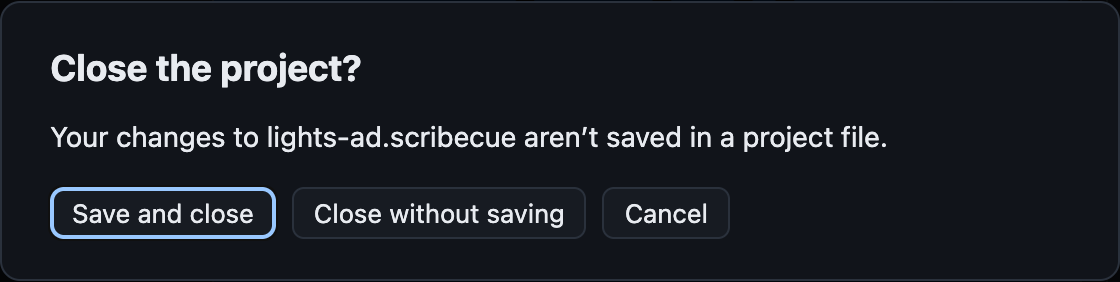 Close the project?
Your changes to lights-ad.scribecue aren’t saved in a project file.
Save and close
Close without saving
Cancel